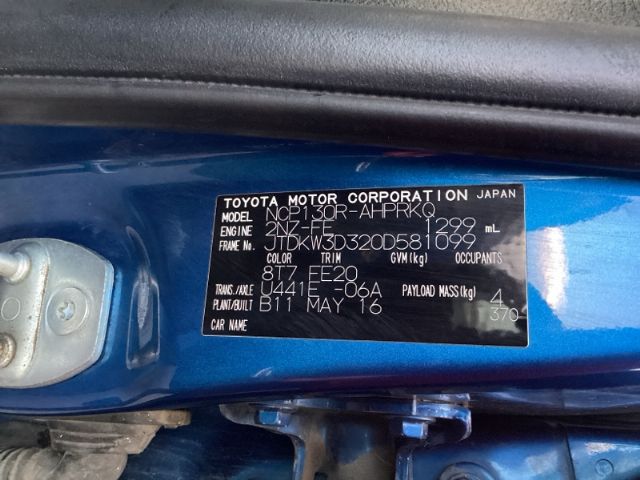 TOYOTA MOTOR CORPORATION JAPAN
MODEL NCP130R-AHPRKQ
ENGINE 2NZ-FE 1299 mL
FRAME No. JTDKW3D320D581099
COLOR TRIM GVM(kg) OCCUPANTS
8T7 FE20
TRANS./AXLE U441E -06A PAYLOAD MASS(kg) 4
PLANT/BUILT B11 MAY 16 370
CAR NAME